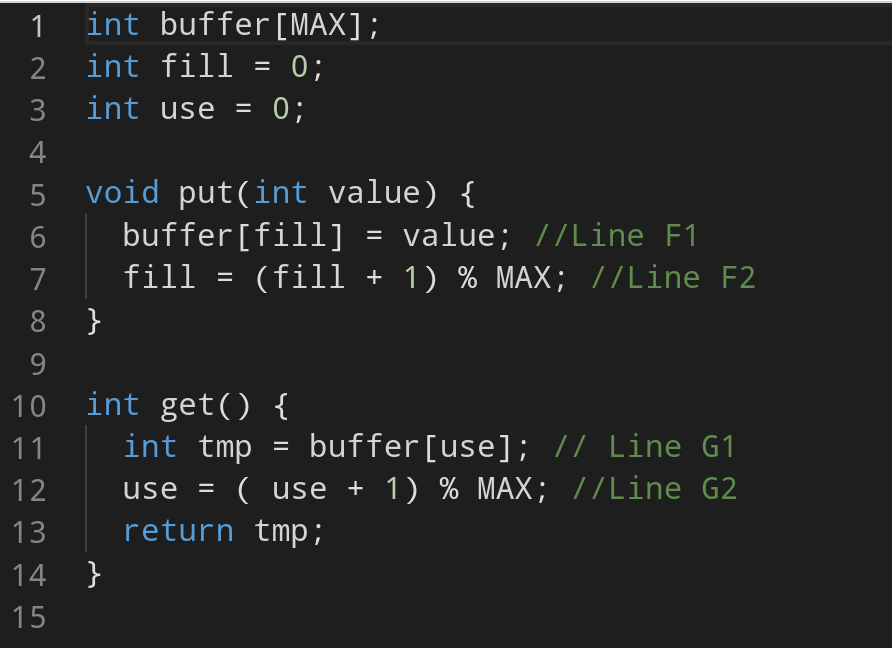 1 int buffer[MAX];
2 int fill = 0;
3 int use = 0;
4
5 void put(int value) {
6   buffer[fill] = value; //Line F1
7   fill = (fill + 1) % MAX; //Line F2
8 }
9
10 int get() {
11   int tmp = buffer[use]; // Line G1
12   use = ( use + 1) % MAX; //Line G2
13   return tmp;
14 }
15